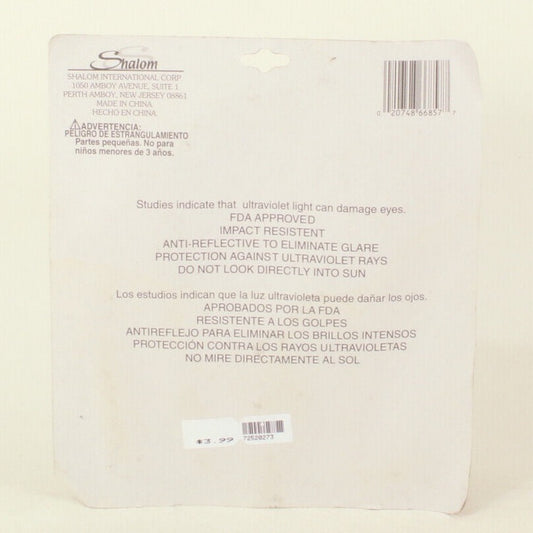 Shalom
SHALOM INTERNATIONAL CORP
1050 AMBOY AVENUE, SUITE 1
PERTH AMBOY, NEW JERSEY 08861
MADE IN CHINA
HECHO EN CHINA.
0 20748 66857 7
ADVERTENCIA:
PELIGRO DE ESTRANGULAMIENTO
Partes pequeñas. No para
niños menores de 3 años.
Studies indicate that ultraviolet light can damage eyes.
FDA APPROVED
IMPACT RESISTENT
ANTI-REFLECTIVE TO ELIMINATE GLARE
PROTECTION AGAINST ULTRAVIOLET RAYS
DO NOT LOOK DIRECTLY INTO SUN
Los estudios indican que la luz ultravioleta puede dañar los ojos.
APROBADOS POR LA FDA
RESISTENTE A LOS GOLPES
ANTIREFLEJO PARA ELIMINAR LOS BRILLOS INTENSOS
PROTECCIÓN CONTRA LOS RAYOS ULTRAVIOLETAS
NO MIRE DIRECTAMENTE AL SOL
$3.99 72520273